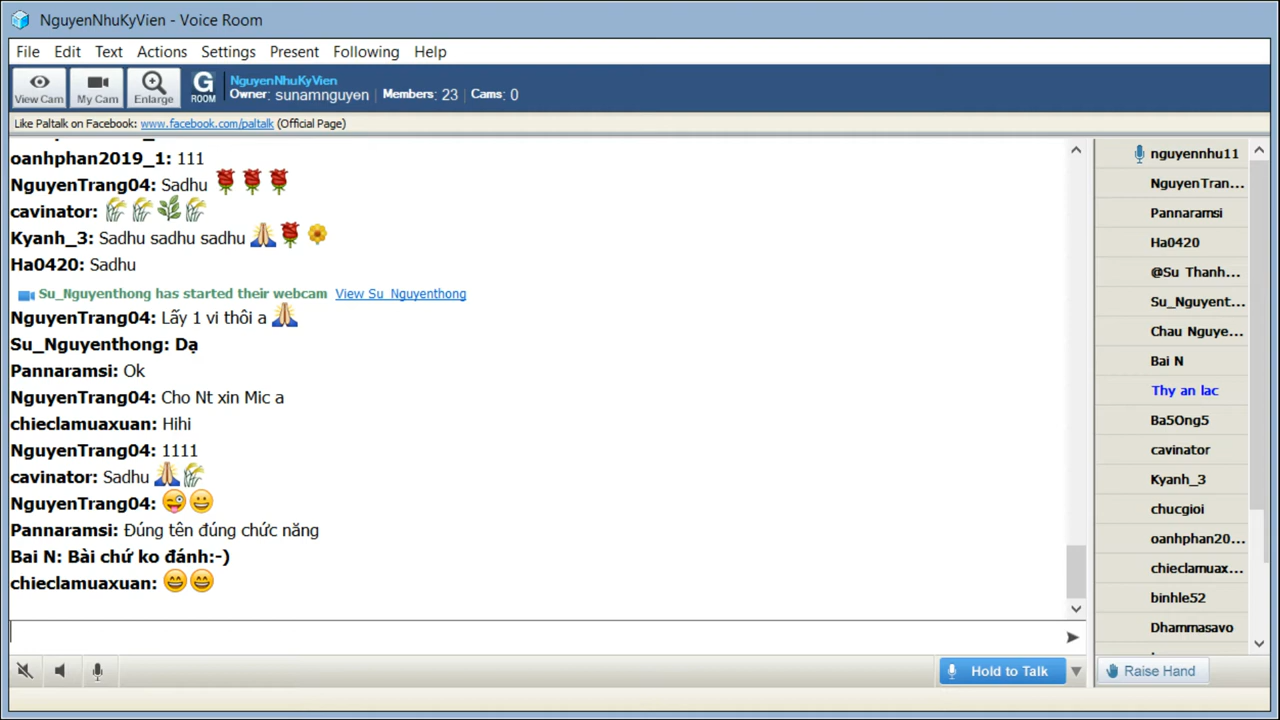 NguyenNhuKyVien - Voice Room
File Edit Text Actions Settings Present Following Help
View Cam My Cam Enlarge G ROOM
NguyenNhuKyVien
Owner: sunamnguyen Members: 23 Cams: 0
Like Paltalk on Facebook: www.facebook.com/paltalk (Official Page)
oanhphan2019_1: 111
NguyenTrang04: Sadhu 🌹🌹🌹
cavinator: 🌾🌾🌿🌾
Kyanh_3: Sadhu sadhu sadhu 🙏🌹🌼
Ha0420: Sadhu
Su_Nguyenthong has started their webcam View Su_Nguyenthong
NguyenTrang04: Lấy 1 vi thôi a 🙏
Su_Nguyenthong: Dạ
Pannaramsi: Ok
NguyenTrang04: Cho Nt xin Mic a
chieclamuaxuan: Hihi
NguyenTrang04: 1111
cavinator: Sadhu 🙏🌾
NguyenTrang04: 😜😀
Pannaramsi: Đúng tên đúng chức năng
Bai N: Bài chứ ko đánh:-)
chieclamuaxuan: 😄😄
nguyennhu11
NguyenTran...
Pannaramsi
Ha0420
@Su Thanh...
Su_Nguyent...
Chau Nguye...
Bai N
Thy an lac
Ba5Ong5
cavinator
Kyanh_3
chucgioi
oanhphan20...
chieclamuax...
binhle52
Dhammasavo
Hold to Talk
Raise Hand